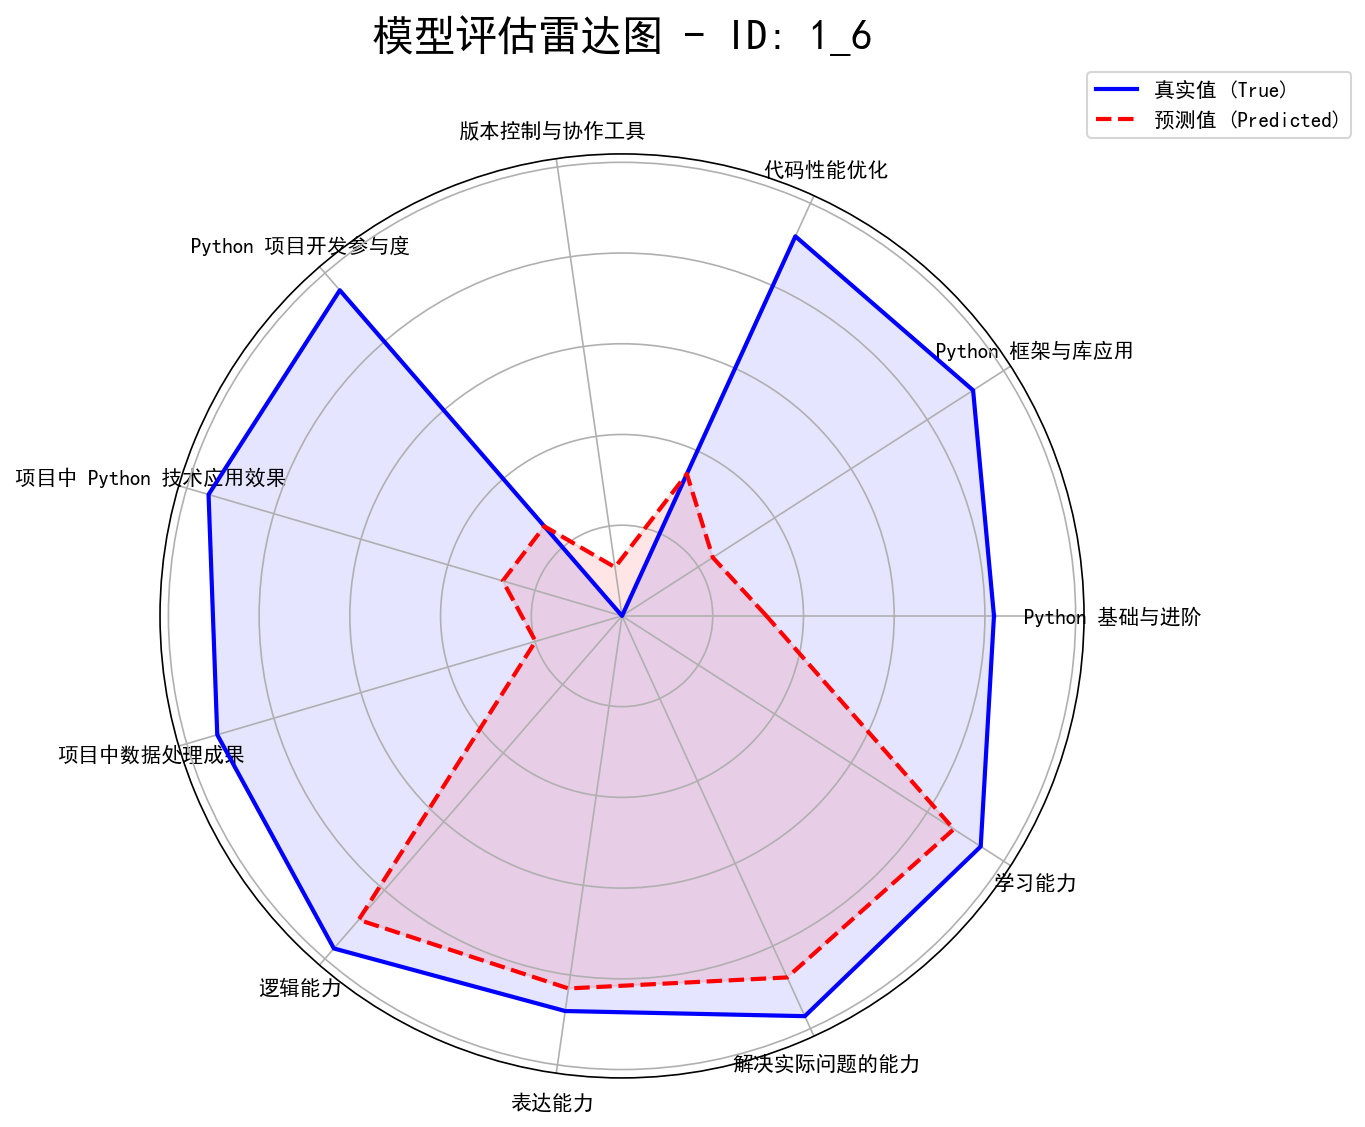 模型评估雷达图 - ID: 1_6
真实值 (True)
预测值 (Predicted)
版本控制与协作工具
代码性能优化
Python 项目开发参与度
Python 框架与库应用
项目中 Python 技术应用效果
Python 基础与进阶
项目中数据处理成果
学习能力
逻辑能力
解决实际问题的能力
表达能力